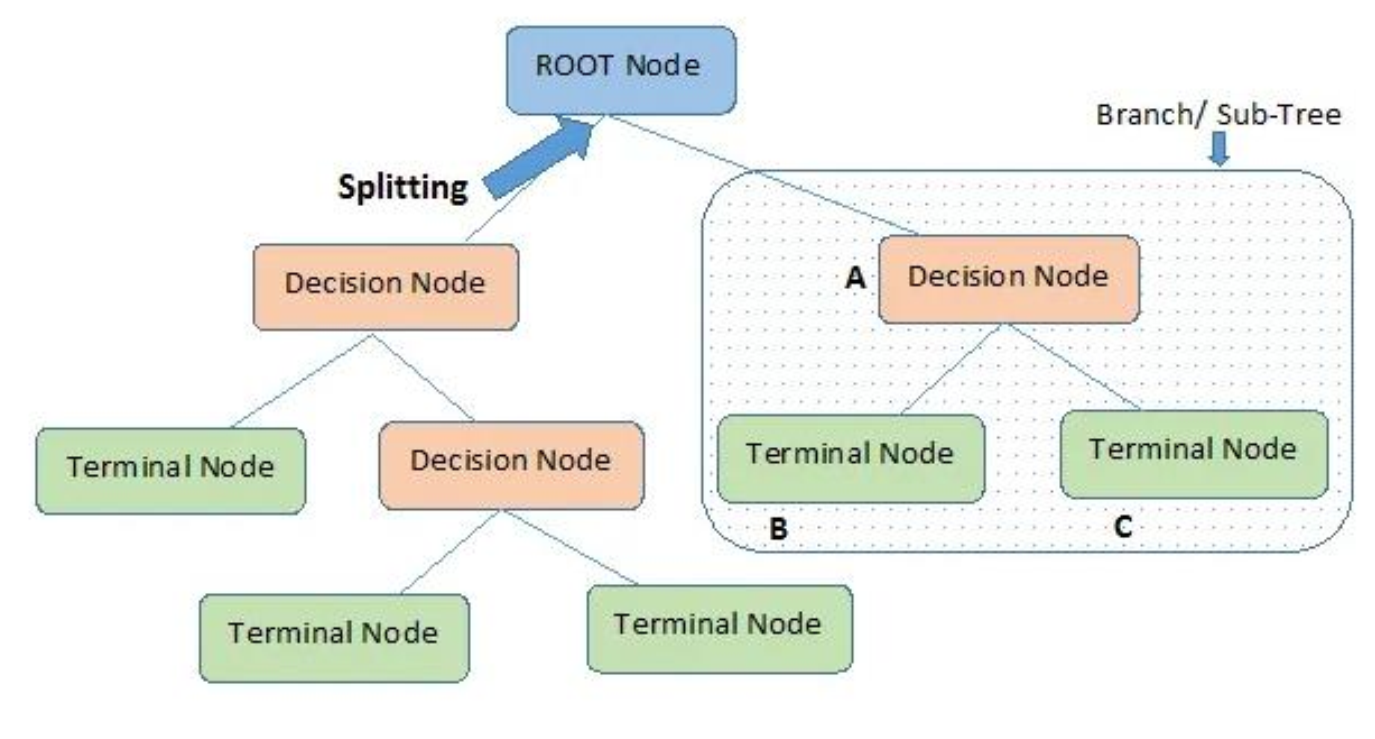 ROOT Node
Branch/ Sub-Tree
Splitting
Decision Node
A Decision Node
Terminal Node
Decision Node
Terminal Node
Terminal Node
B
C
Terminal Node
Terminal Node